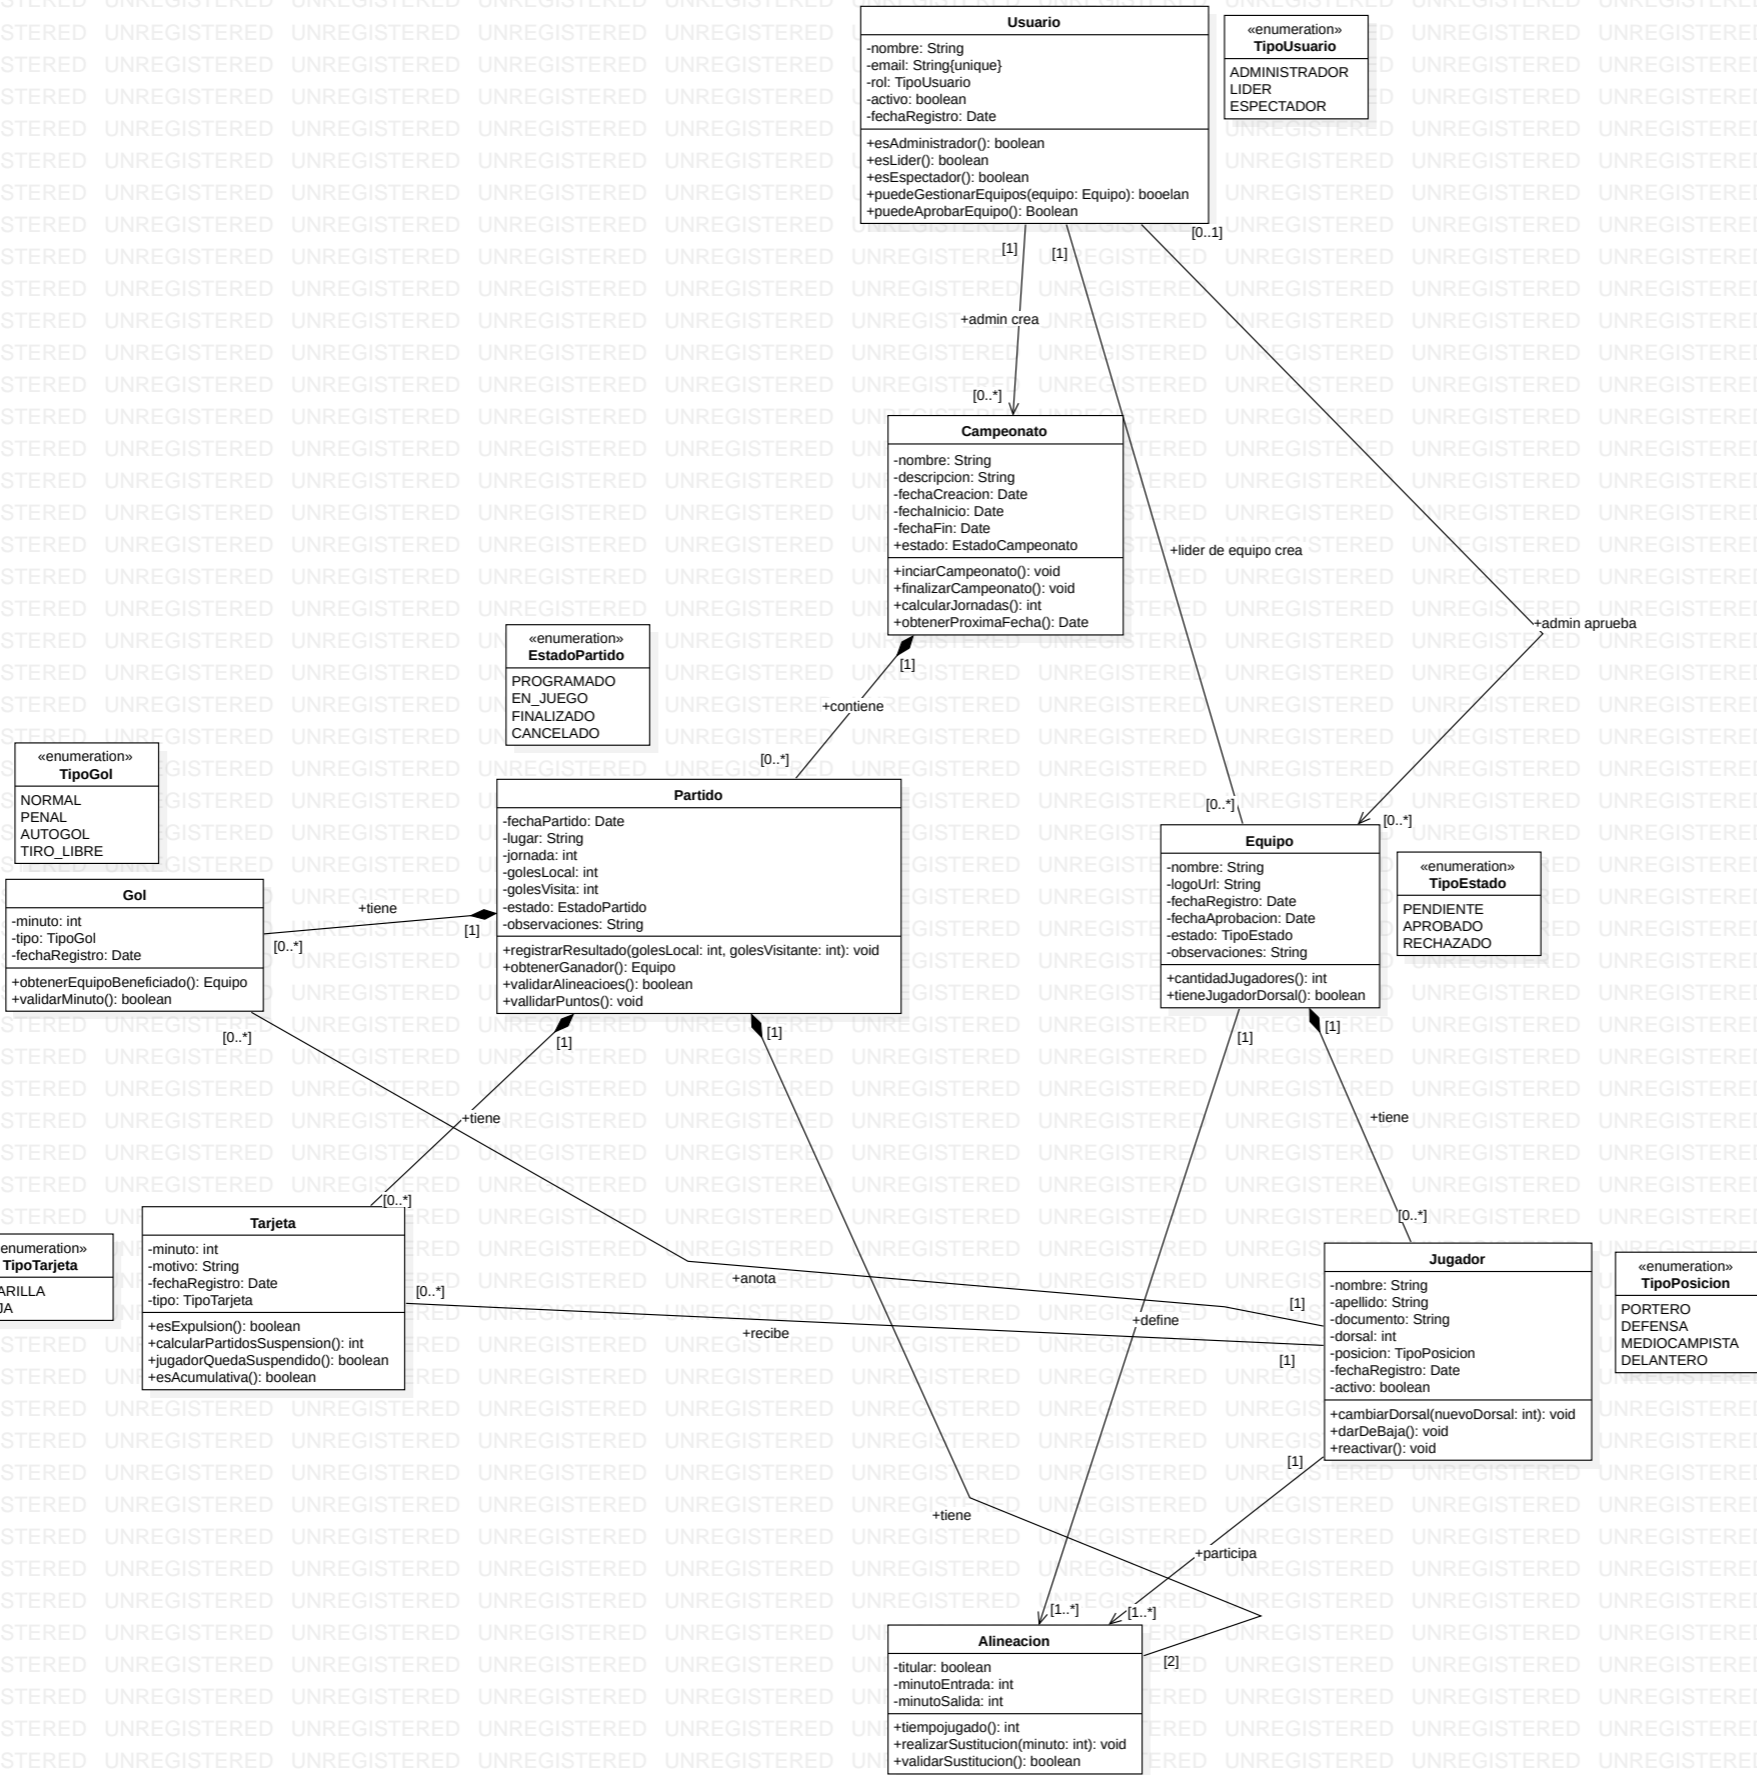 Usuario
-nombre: String
-email: String{unique}
-rol: TipoUsuario
-activo: boolean
-fechaRegistro: Date
+esAdministrador(): boolean
+esLider(): boolean
+esEspectador(): boolean
+puedeGestionarEquipos(equipo: Equipo): booelan
+puedeAprobarEquipo(): Boolean
«enumeration»
TipoUsuario
ADMINISTRADOR
LIDER
ESPECTADOR
[1]
[1]
[0..1]
+admin crea
[0..*]
Campeonato
-nombre: String
-descripcion: String
-fechaCreacion: Date
-fechaInicio: Date
-fechaFin: Date
+estado: EstadoCampeonato
+inciarCampeonato(): void
+finalizarCampeonato(): void
+calcularJornadas(): int
+obtenerProximaFecha(): Date
+lider de equipo crea
+admin aprueba
[1]
+contiene
[0..*]
«enumeration»
EstadoPartido
PROGRAMADO
EN_JUEGO
FINALIZADO
CANCELADO
«enumeration»
TipoGol
NORMAL
PENAL
AUTOGOL
TIRO_LIBRE
Partido
-fechaPartido: Date
-lugar: String
-jornada: int
-golesLocal: int
-golesVisita: int
-estado: EstadoPartido
-observaciones: String
+registrarResultado(golesLocal: int, golesVisitante: int): void
+obtenerGanador(): Equipo
+validarAlineacioes(): boolean
+vallidarPuntos(): void
[0..*]
[0..*]
Equipo
-nombre: String
-logoUrl: String
-fechaRegistro: Date
-fechaAprobacion: Date
-estado: TipoEstado
-observaciones: String
+cantidadJugadores(): int
+tieneJugadorDorsal(): boolean
«enumeration»
TipoEstado
PENDIENTE
APROBADO
RECHAZADO
Gol
-minuto: int
-tipo: TipoGol
-fechaRegistro: Date
+obtenerEquipoBeneficiado(): Equipo
+validarMinuto(): boolean
+tiene
[1]
[0..*]
[0..*]
[1]
[1]
[1]
[1]
+tiene
+tiene
[0..*]
[0..*]
Tarjeta
-minuto: int
-motivo: String
-fechaRegistro: Date
-tipo: TipoTarjeta
+esExpulsion(): boolean
+calcularPartidosSuspension(): int
+jugadorQuedaSuspendido(): boolean
+esAcumulativa(): boolean
enumeration»
TipoTarjeta
ARILLA
JA
[0..*]
+anota
[1]
+define
+recibe
[1]
Jugador
-nombre: String
-apellido: String
-documento: String
-dorsal: int
-posicion: TipoPosicion
-fechaRegistro: Date
-activo: boolean
+cambiarDorsal(nuevoDorsal: int): void
+darDeBaja(): void
+reactivar(): void
«enumeration»
TipoPosicion
PORTERO
DEFENSA
MEDIOCAMPISTA
DELANTERO
[1]
+tiene
+participa
[1..*]
[1..*]
[2]
Alineacion
-titular: boolean
-minutoEntrada: int
-minutoSalida: int
+tiempojugado(): int
+realizarSustitucion(minuto: int): void
+validarSustitucion(): boolean